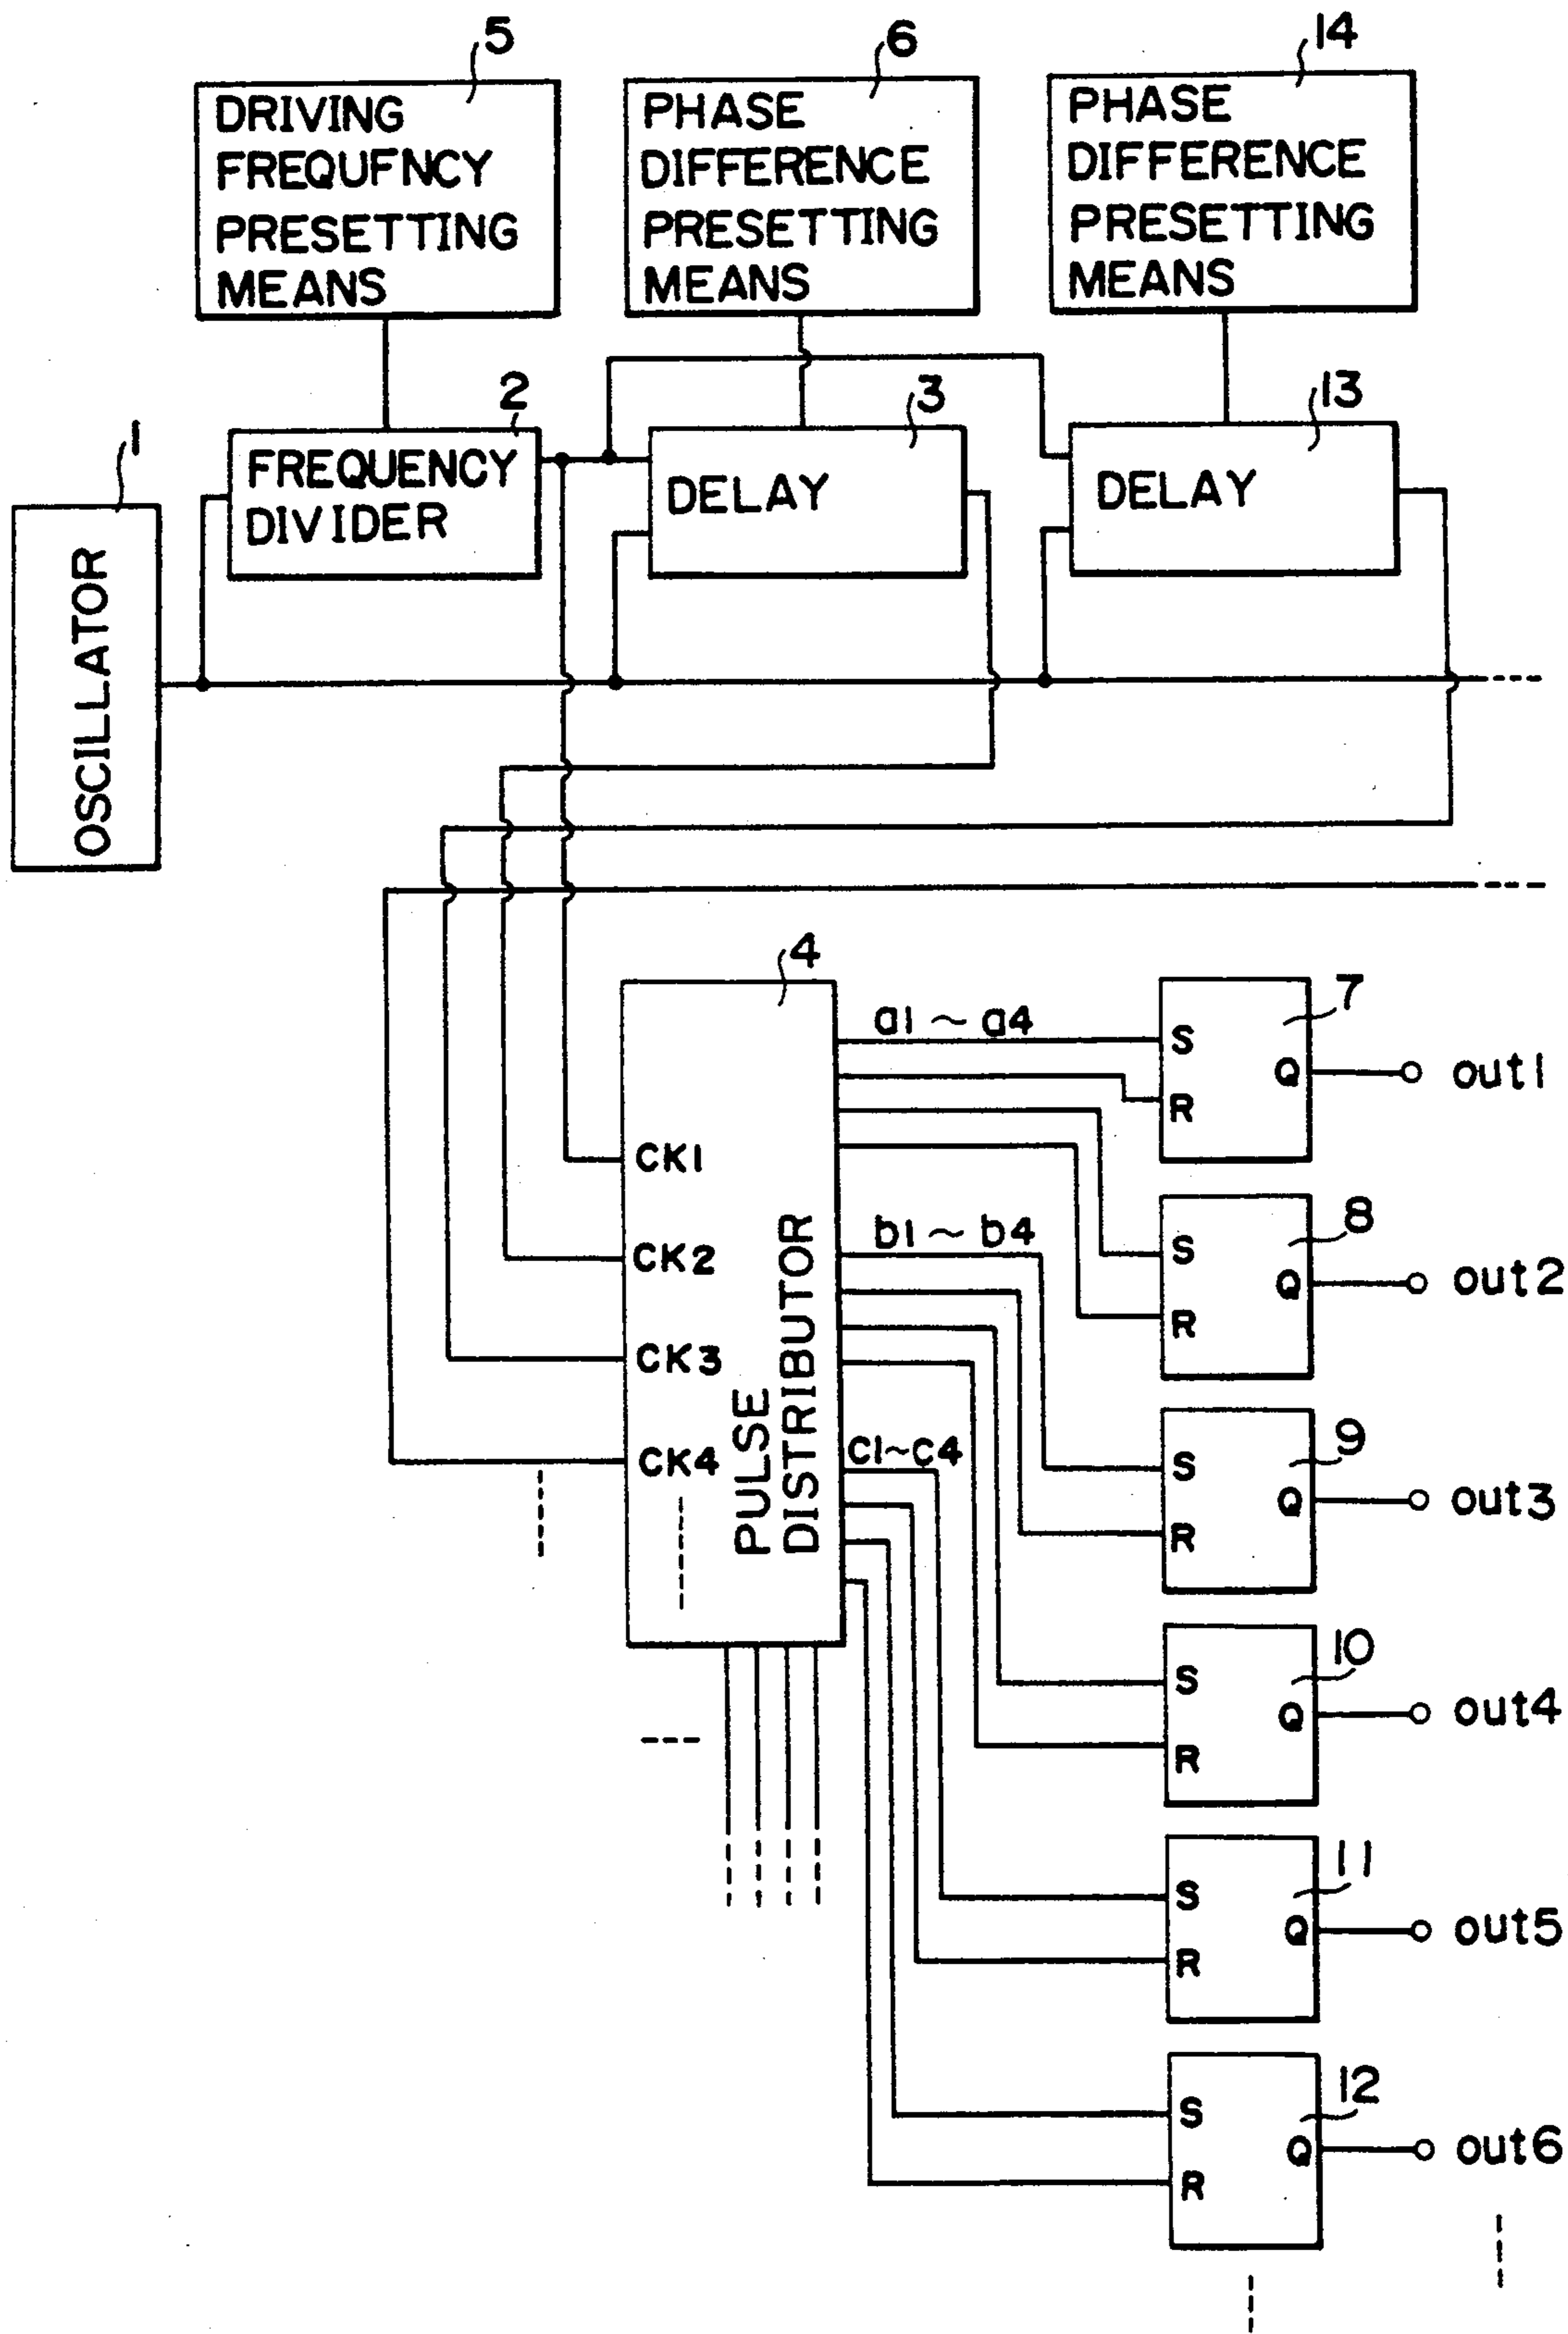 5
6
14
DRIVING
FREQUFNCY
PRESETTING
MEANS
PHASE
DIFFERENCE
PRESETTING
MEANS
PHASE
DIFFERENCE
PRESETTING
MEANS
1
2
3
13
OSCILLATOR
FREQUENCY
DIVIDER
DELAY
DELAY
4
PULSE
DISTRIBUTOR
CK1
CK2
CK3
CK4
a1 ~ a4
b1 ~ b4
c1~c4
7
S
R
Q
out1
8
S
R
Q
out2
9
S
R
Q
out3
10
S
R
Q
out4
11
S
R
Q
out5
12
S
R
Q
out6